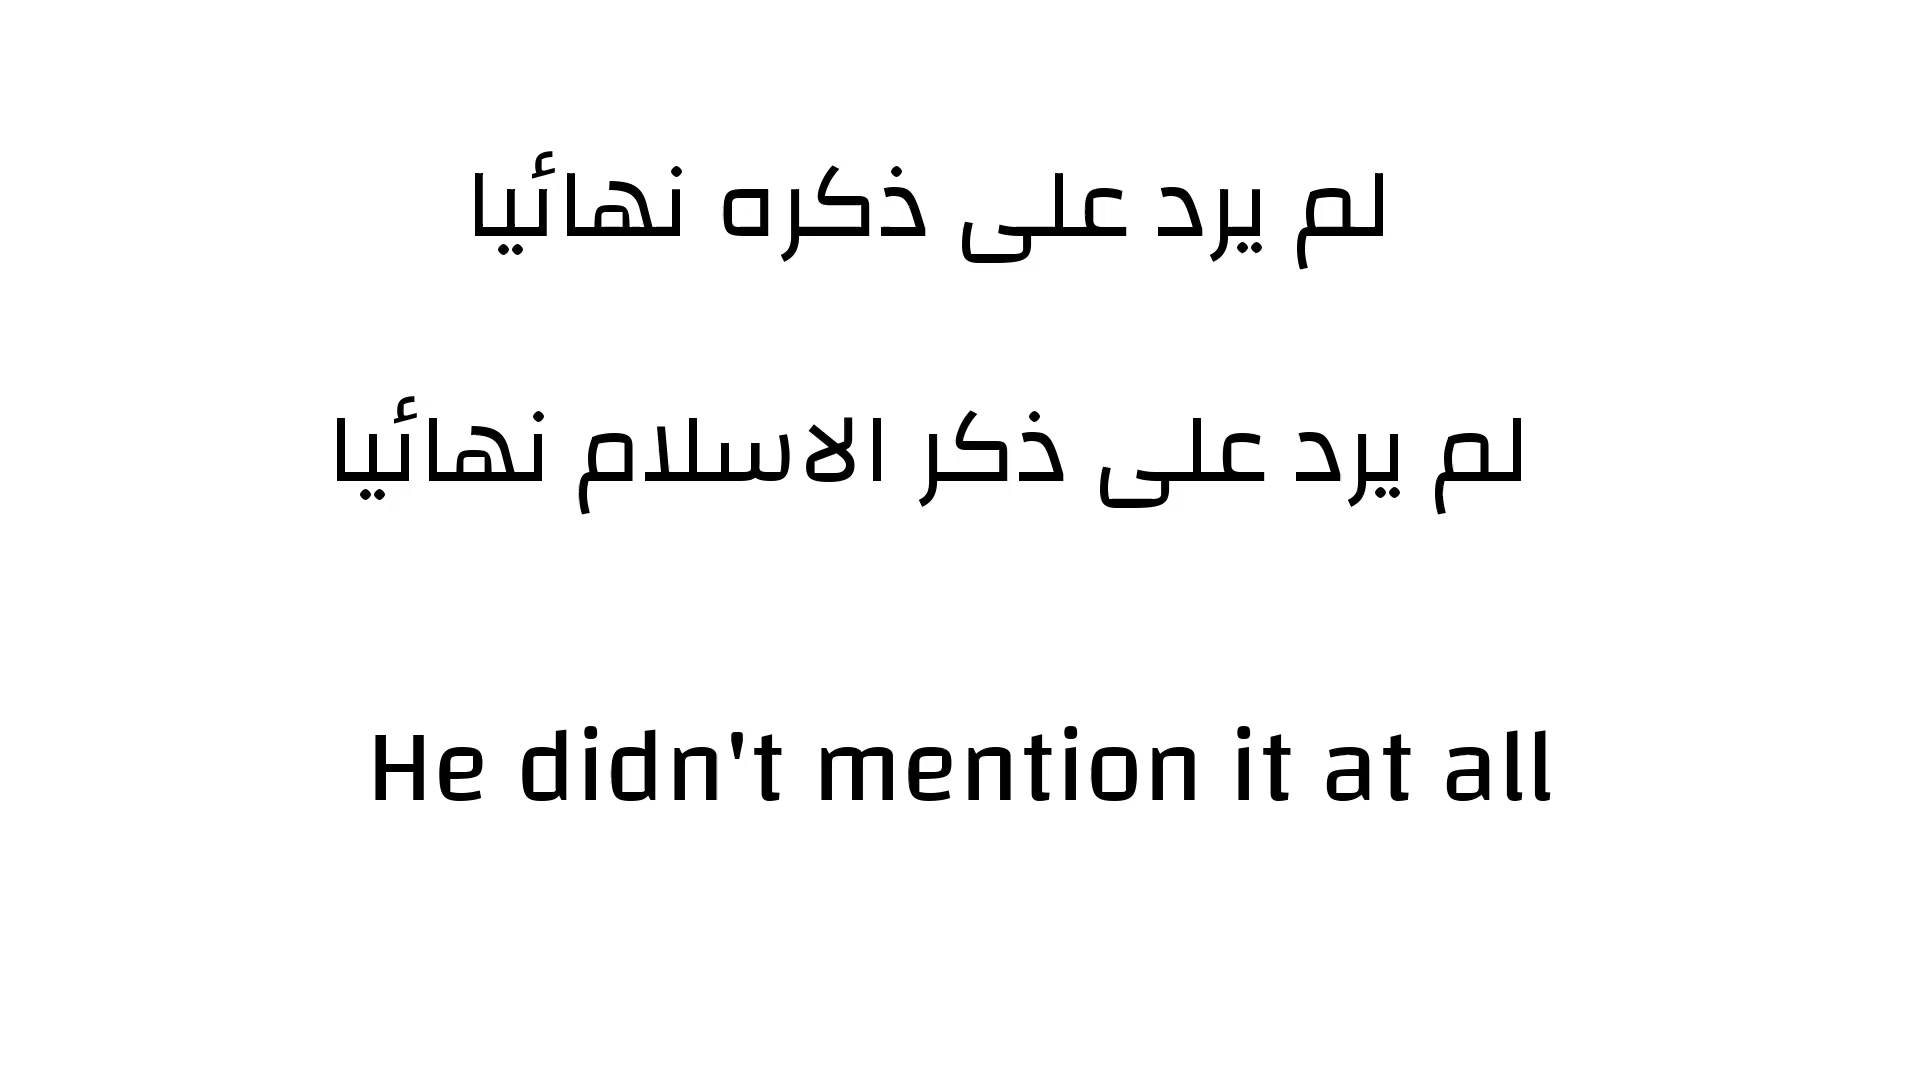 لم يرد على ذكره نهائيا
لم يرد على ذكر الاسلام نهائيا
He didn't mention it at all